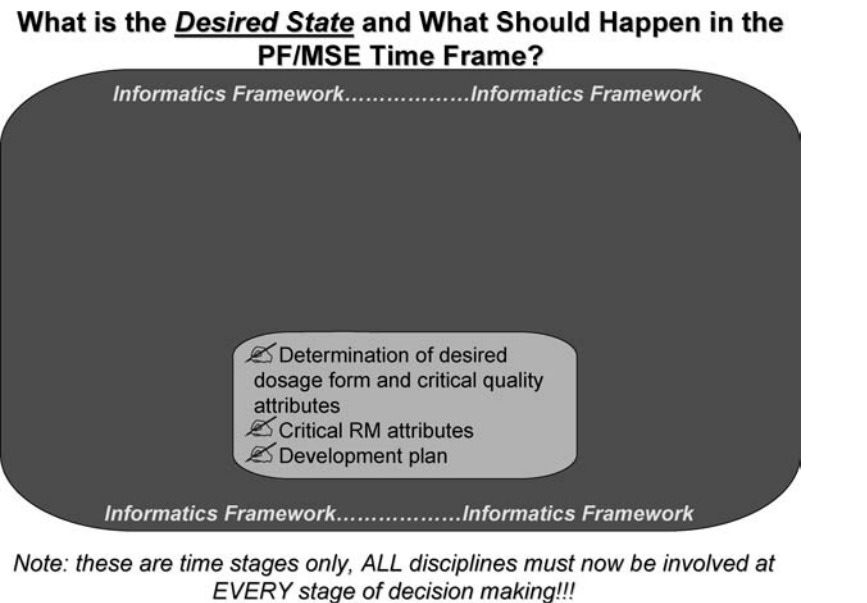 What is the Desired State and What Should Happen in the
PF/MSE Time Frame?
Informatics Framework………………Informatics Framework
Determination of desired
dosage form and critical quality
attributes
Critical RM attributes
Development plan
Informatics Framework………………Informatics Framework
Note: these are time stages only, ALL disciplines must now be involved at
EVERY stage of decision making!!!